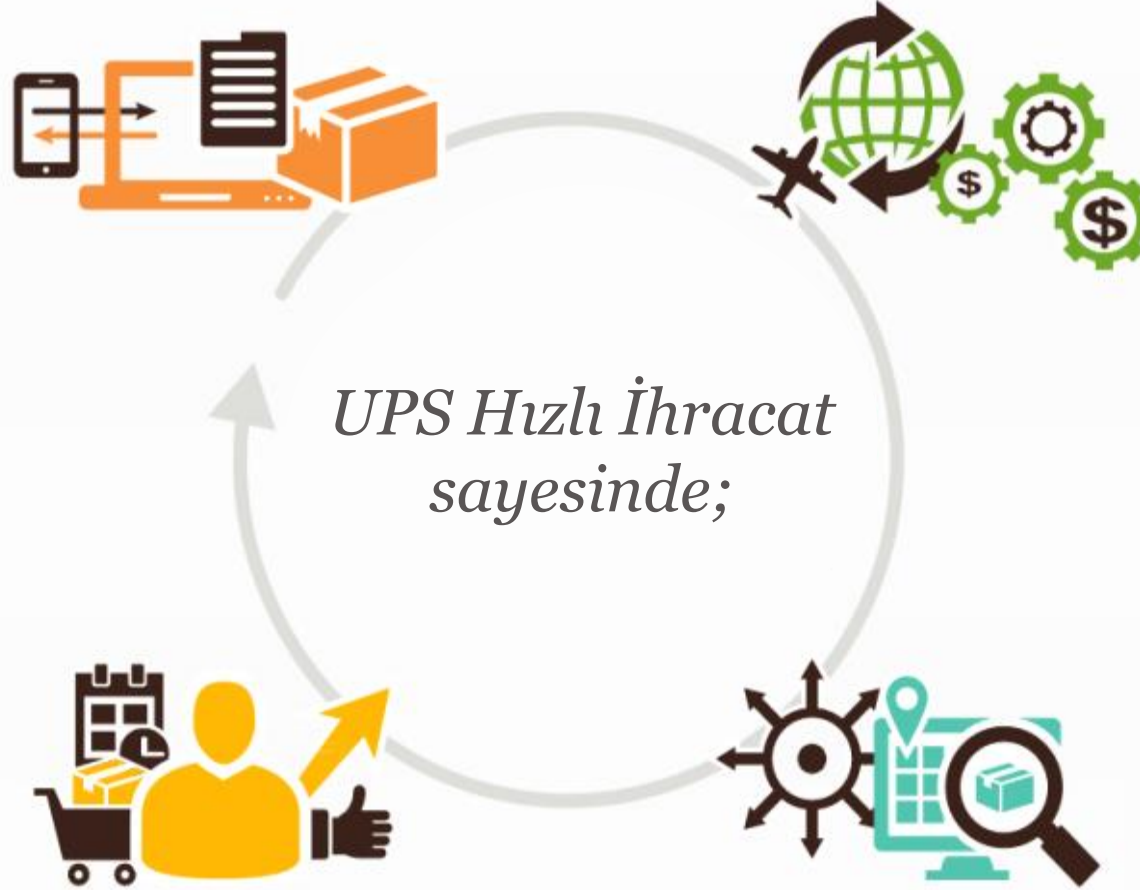 $
$
UPS Hızlı İhracat
sayesinde;